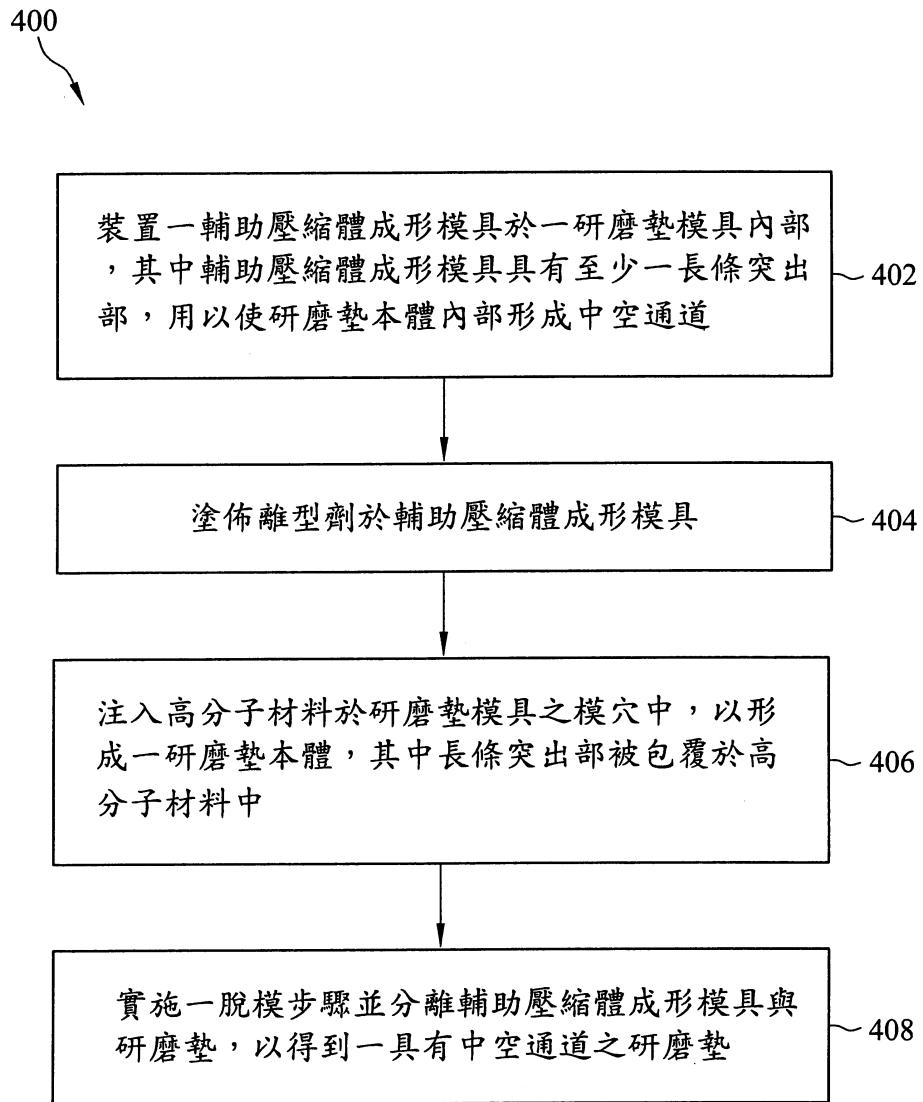 400
裝置一輔助壓縮體成形模具於一研磨墊模具內部
，其中輔助壓縮體成形模具具有至少一長條突出
部，用以使研磨墊本體內部形成中空通道
402
塗佈離型劑於輔助壓縮體成形模具
404
注入高分子材料於研磨墊模具之模穴中，以形
成一研磨墊本體，其中長條突出部被包覆於高
分子材料中
406
實施一脫模步驟並分離輔助壓縮體成形模具與
研磨墊，以得到一具有中空通道之研磨墊
408